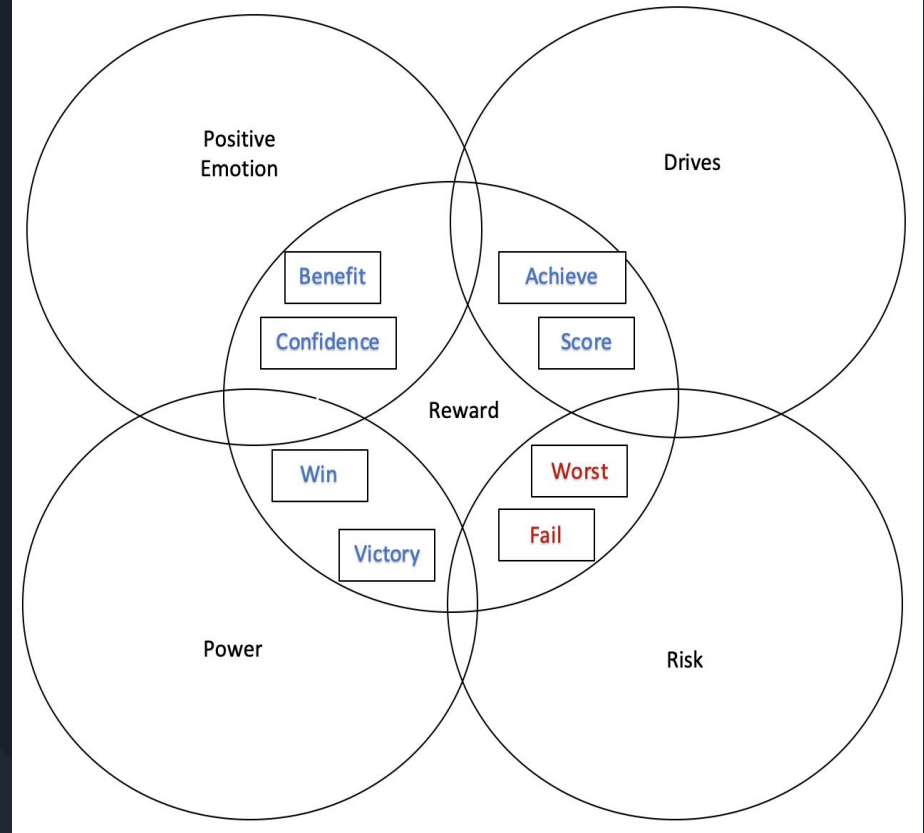 Positive
Emotion
Drives
Benefit
Achieve
Confidence
Score
Reward
Win
Worst
Fail
Victory
Power
Risk